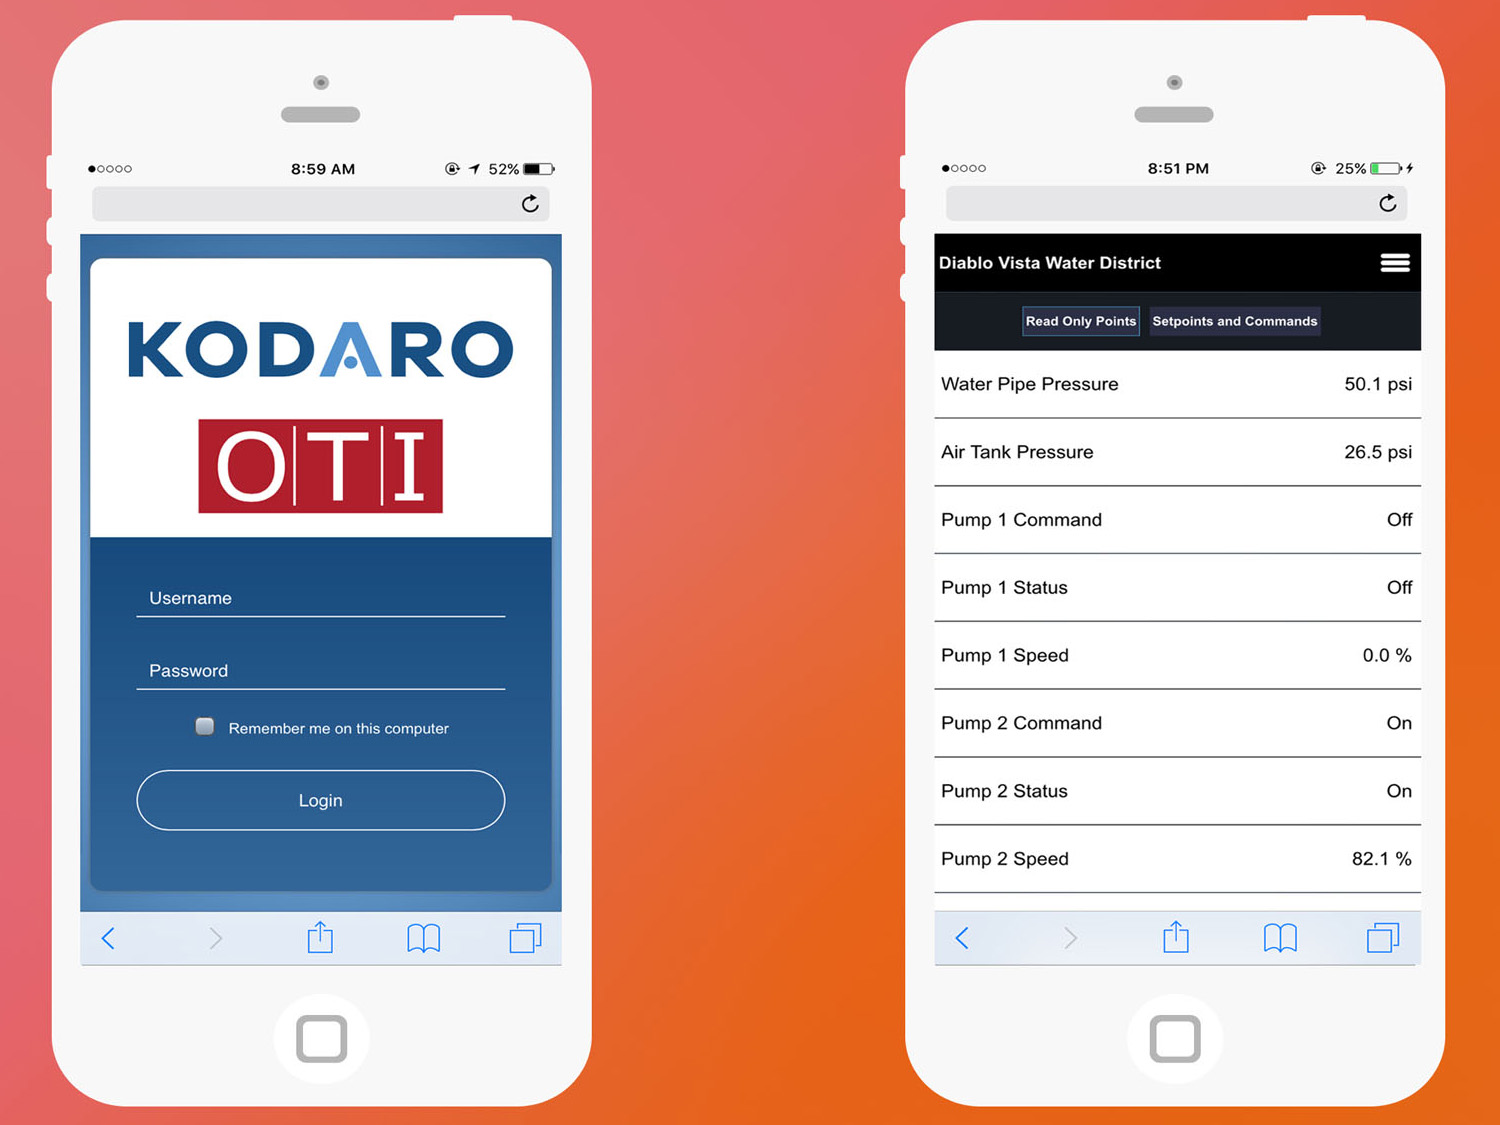 8:59 AM
52%
KODARO
OTI
Username
Password
Remember me on this computer
Login
8:51 PM
25%
Diablo Vista Water District
Read Only Points
Setpoints and Commands
Water Pipe Pressure 50.1 psi
Air Tank Pressure 26.5 psi
Pump 1 Command Off
Pump 1 Status Off
Pump 1 Speed 0.0 %
Pump 2 Command On
Pump 2 Status On
Pump 2 Speed 82.1 %